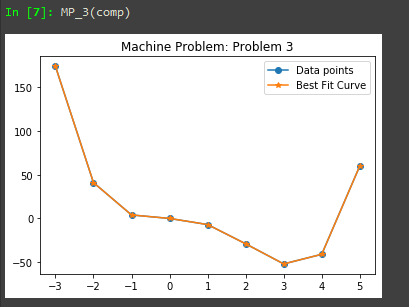 In [7]: MP_3(comp)
Machine Problem: Problem 3
Data points
Best Fit Curve
150
100
50
0
−50
−3 −2 −1 0 1 2 3 4 5